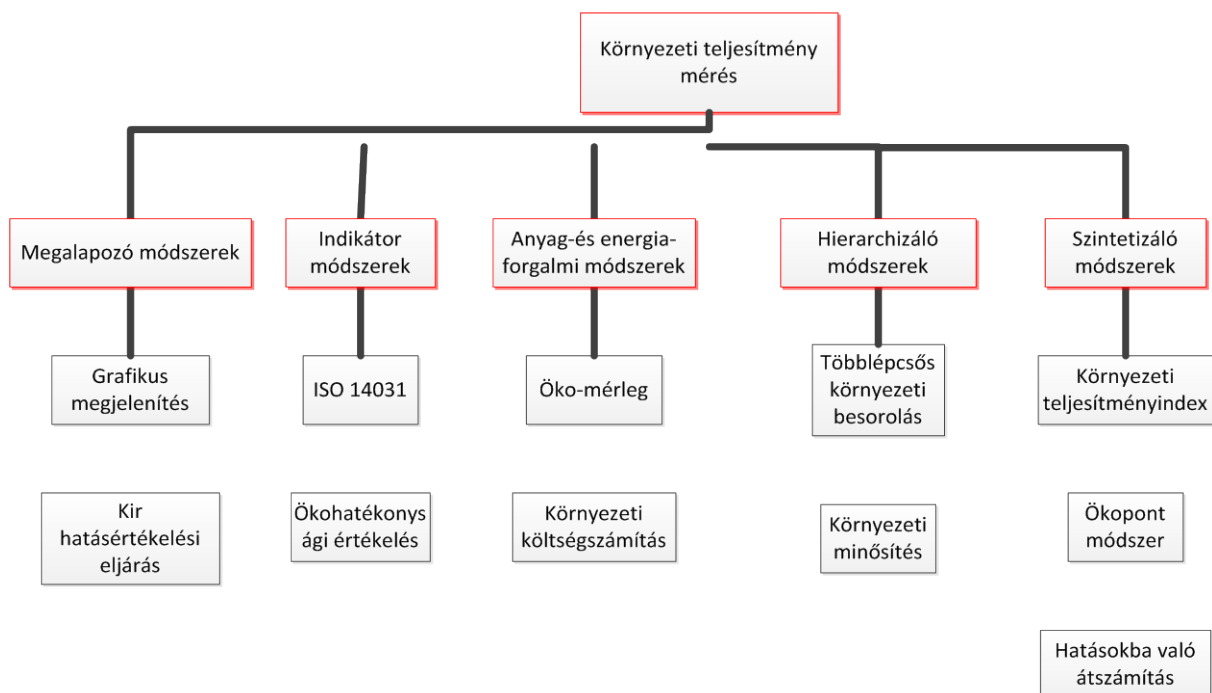 Környezeti teljesítmény
mérés
Megalapozó módszerek
Indikátor
módszerek
Anyag-és energia-
forgalmi módszerek
Hierarchizáló
módszerek
Szintetizáló
módszerek
Grafikus
megjelenítés
ISO 14031
Öko-mérleg
Többlépcsős
környezeti
besorolás
Környezeti
teljesítményindex
Kir
hatásértékelési
eljárás
Ökohatékonys
ági értékelés
Környezeti
költségszámítás
Környezeti
minősítés
Ökopont
módszer
Hatásokba való
átszámítás